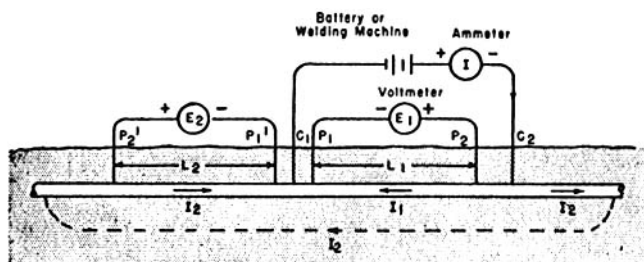 Battery or
Welding Machine
Ammeter
+ I -
Voltmeter
+ E2 -
- E1 +
P2' P1' C1 P1 P2 C2
L2 L1
I2 I1 I2
I2